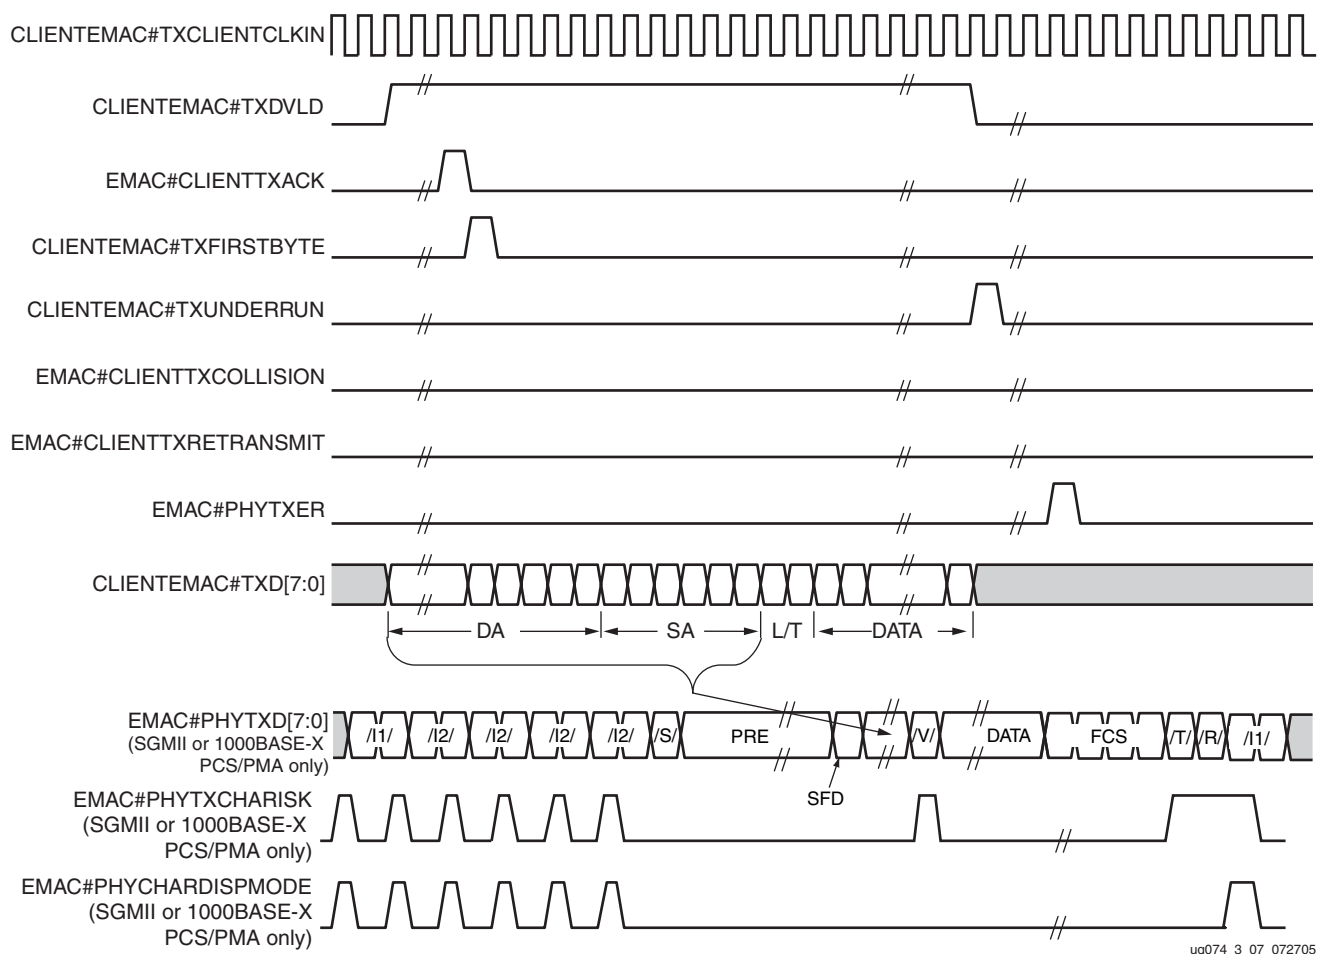 CLIENTEMAC#TXCLIENTCLKIN
CLIENTEMAC#TXDVLD
EMAC#CLIENTTXACK
CLIENTEMAC#TXFIRSTBYTE
CLIENTEMAC#TXUNDERRUN
EMAC#CLIENTTXCOLLISION
EMAC#CLIENTTXRETRANSMIT
EMAC#PHYTXER
CLIENTEMAC#TXD[7:0]
DA SA L/T DATA
EMAC#PHYTXD[7:0]
(SGMII or 1000BASE-X
PCS/PMA only)
/I1/ /I2/ /I2/ /I2/ /I2/ /S/ PRE /V/ DATA FCS /T/ /R/ /I1/
SFD
EMAC#PHYTXCHARISK
(SGMII or 1000BASE-X
PCS/PMA only)
EMAC#PHYCHARDISPMODE
(SGMII or 1000BASE-X
PCS/PMA only)
ug074_3_07_072705